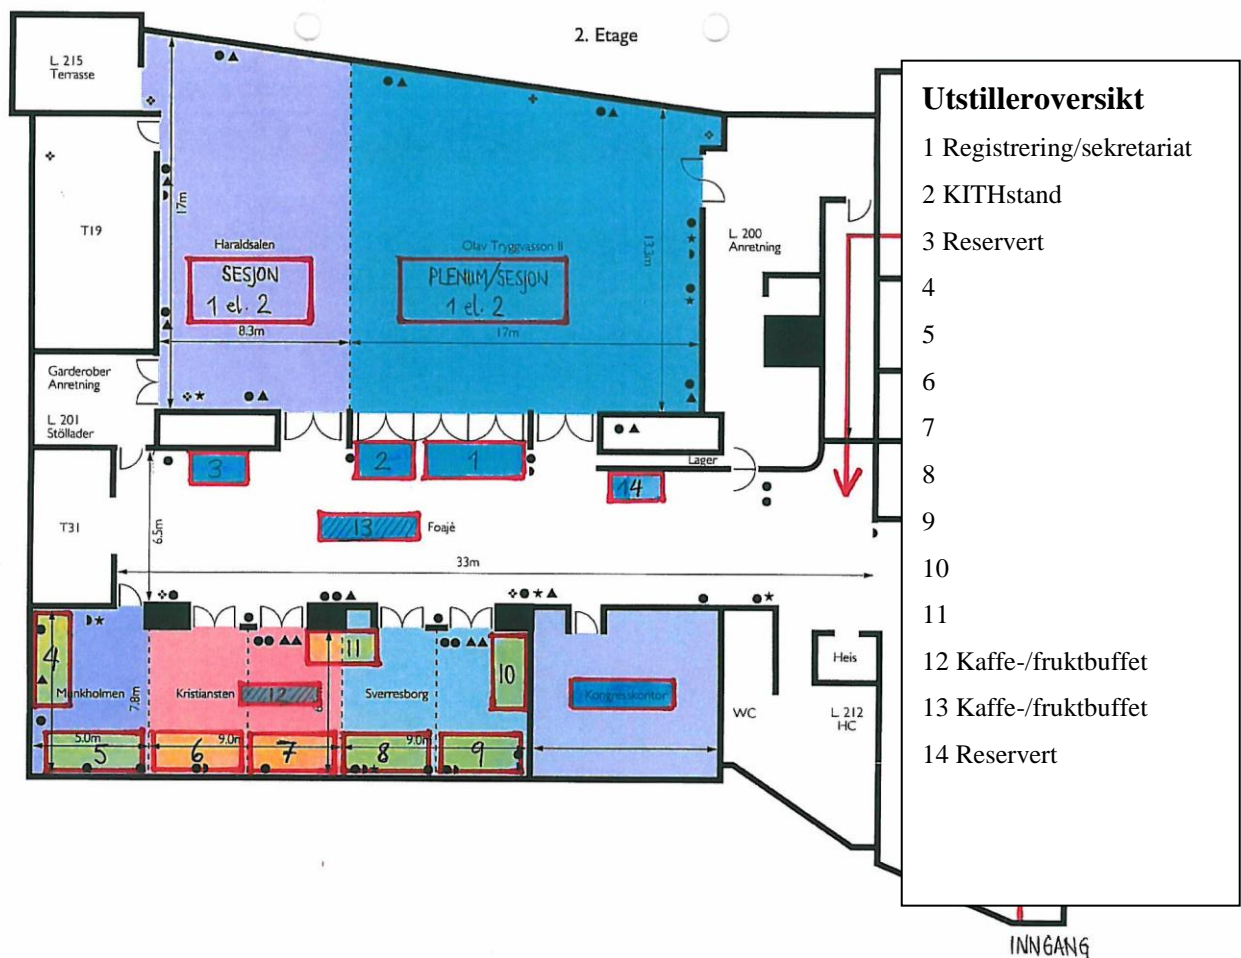 2. Etage
L. 215
Terrasse
T19
17m
Haraldsalen
SESJON
1 el. 2
8.3m
Olav Tryggvasson II
PLENUM/SESJON
1 el. 2
17m
13.3m
L. 200
Anretning
Garderober
Anretning
L. 201
Stöllader
3
2
1
Lager
14
T31
6.5m
13
Foajè
33m
4
Munkholmen
7.8m
5.0m
5
Kristiansten
12
9.0m
6
7
11
Sverresborg
10
9.0m
8
9
Kongresskontor
WC
Heis
L. 212
HC
Utstilleroversikt
1 Registrering/sekretariat
2 KITHstand
3 Reservert
4
5
6
7
8
9
10
11
12 Kaffe-/fruktbuffet
13 Kaffe-/fruktbuffet
14 Reservert
INNGANG